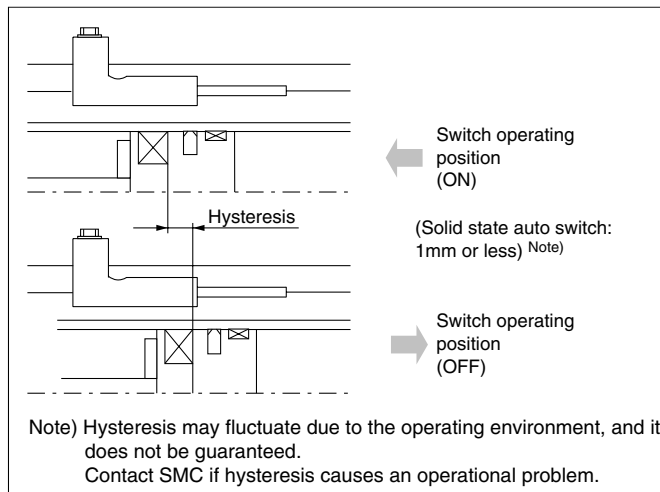 Switch operating
position
(ON)
Hysteresis
(Solid state auto switch:
1mm or less) Note)
Switch operating
position
(OFF)
Note) Hysteresis may fluctuate due to the operating environment, and it
does not be guaranteed.
Contact SMC if hysteresis causes an operational problem.